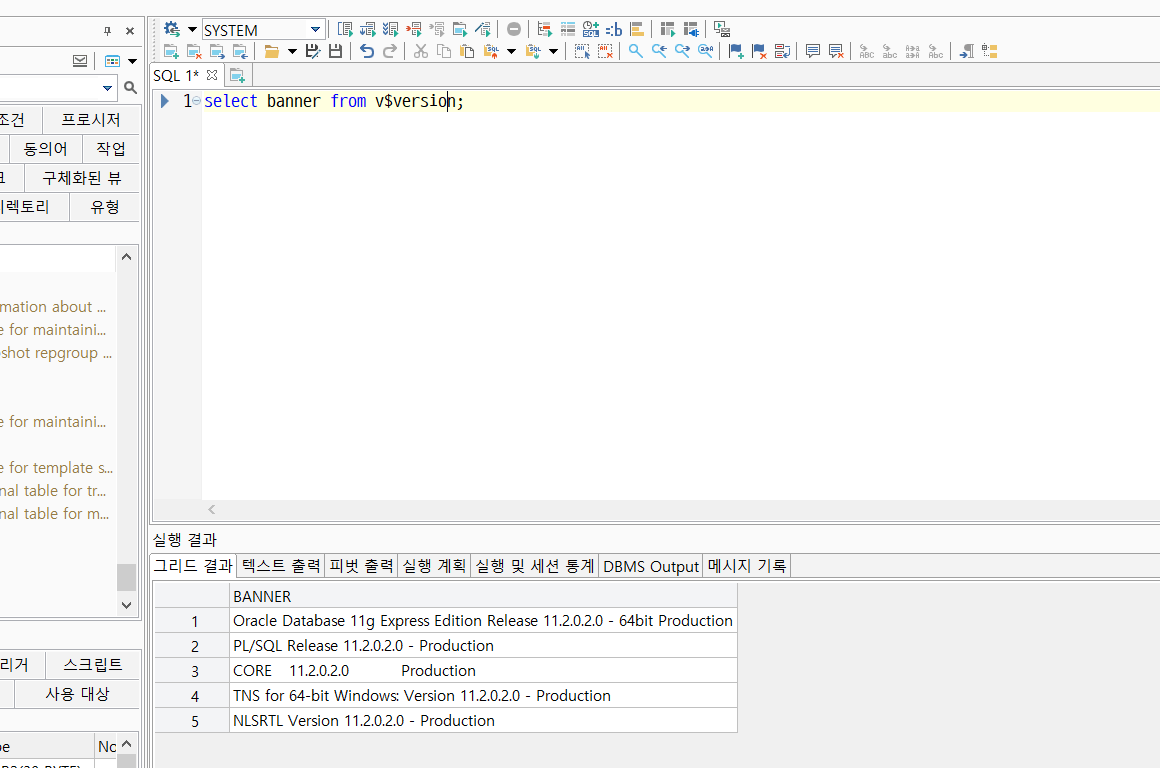 SYSTEM
SQL 1*
1 select banner from v$version;
조건 프로시저
동의어 작업
구체화된 뷰
유형
mation about ...
e for maintaini...
shot repgroup ...
e for maintaini...
e for template s...
nal table for tr...
nal table for m...
리거 스크립트
사용 대상
실행 결과
그리드 결과 텍스트 출력 피벗 출력 실행 계획 실행 및 세션 통계 DBMS Output 메시지 기록
BANNER
1 Oracle Database 11g Express Edition Release 11.2.0.2.0 - 64bit Production
2 PL/SQL Release 11.2.0.2.0 - Production
3 CORE 11.2.0.2.0 Production
4 TNS for 64-bit Windows: Version 11.2.0.2.0 - Production
5 NLSRTL Version 11.2.0.2.0 - Production